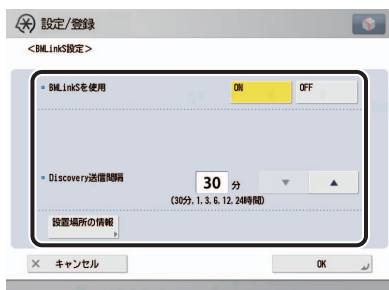 設定/登録
<BMLinkS設定>
BMLinkSを使用
ON
OFF
Discovery送信間隔
30 分
(30分, 1, 3, 6, 12, 24時間)
設置場所の情報
× キャンセル
OK